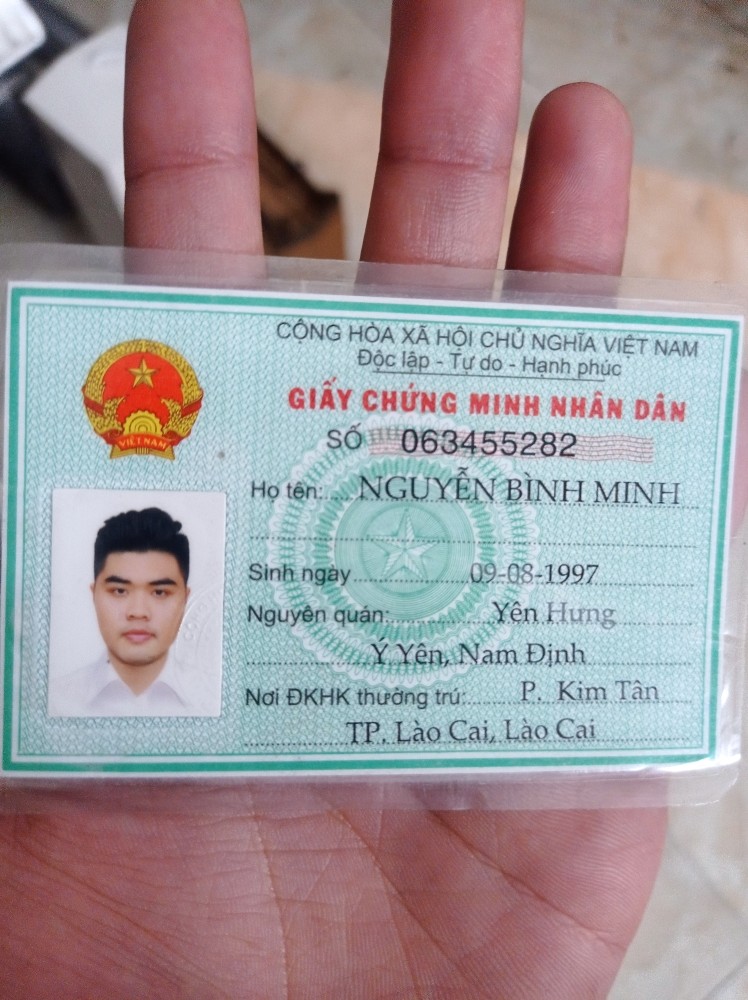 CỘNG HÒA XÃ HỘI CHỦ NGHĨA VIỆT NAM
Độc lập - Tự do - Hạnh phúc
GIẤY CHỨNG MINH NHÂN DÂN
SỐ 063455282
Họ tên: NGUYỄN BÌNH MINH
Sinh ngày 09-08-1997
Nguyên quán: Yên Hưng
Ý Yên, Nam Định
Nơi ĐKHK thường trú: P. Kim Tân
TP. Lào Cai, Lào Cai
VIỆT NAM